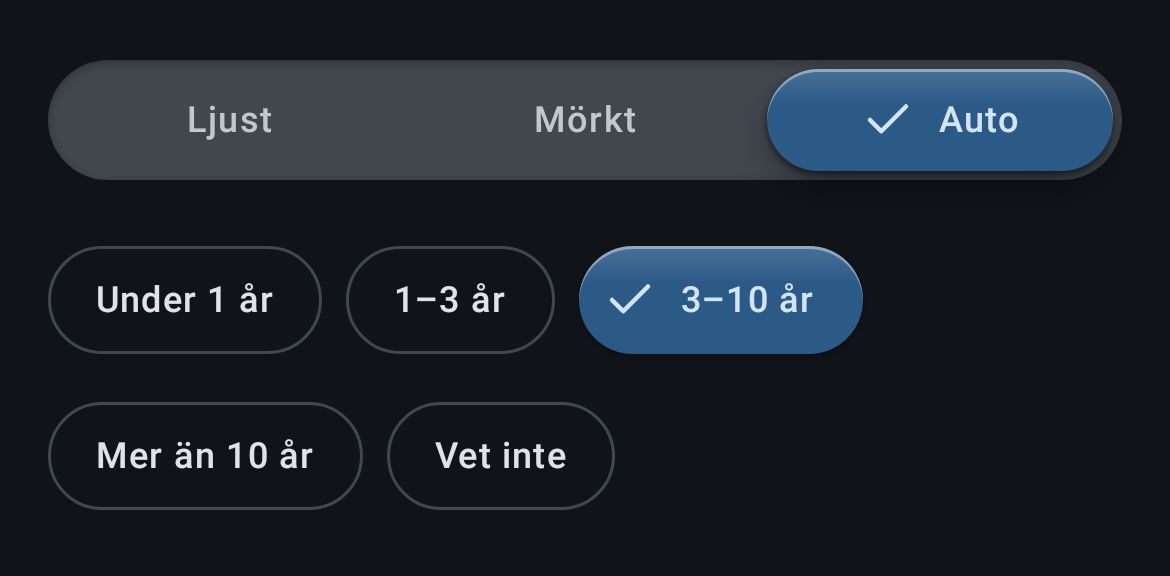 Ljust Mörkt Auto
Under 1 år 1–3 år 3–10 år
Mer än 10 år Vet inte